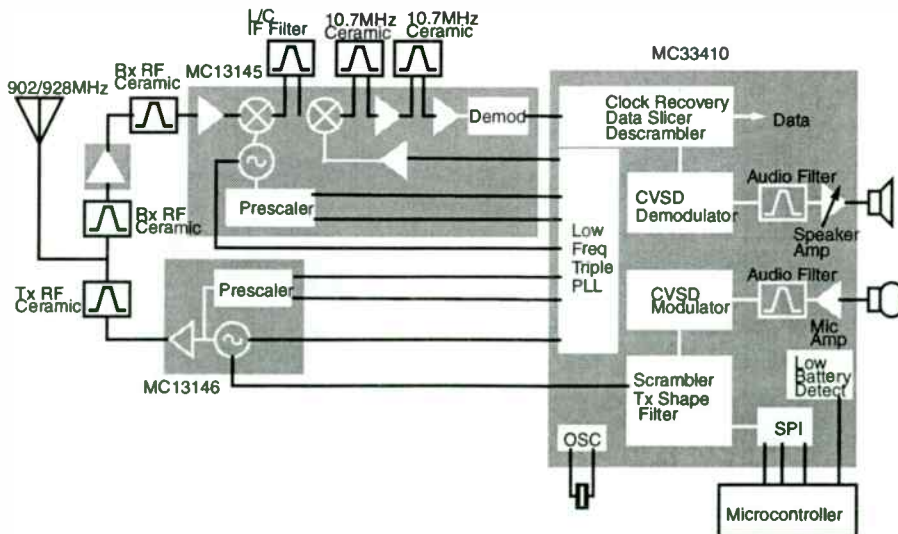 L/C
IF Filter
10.7MHz
Ceramic
10.7MHz
Ceramic
MC33410
Rx RF
Ceramic
MC13145
902/928MHz
Demod
Clock Recovery
Data Slicer
Descrambler
Data
Prescaler
Rx RF
Ceramic
CVSD
Demodulator
Audio Filter
Speaker
Amp
Low
Freq
Triple
PLL
Tx RF
Ceramic
Prescaler
CVSD
Modulator
Audio Filter
Mic
Amp
MC13146
Scrambler
Tx Shape
Filter
Low
Battery
Detect
OSC
SPI
Microcontroller